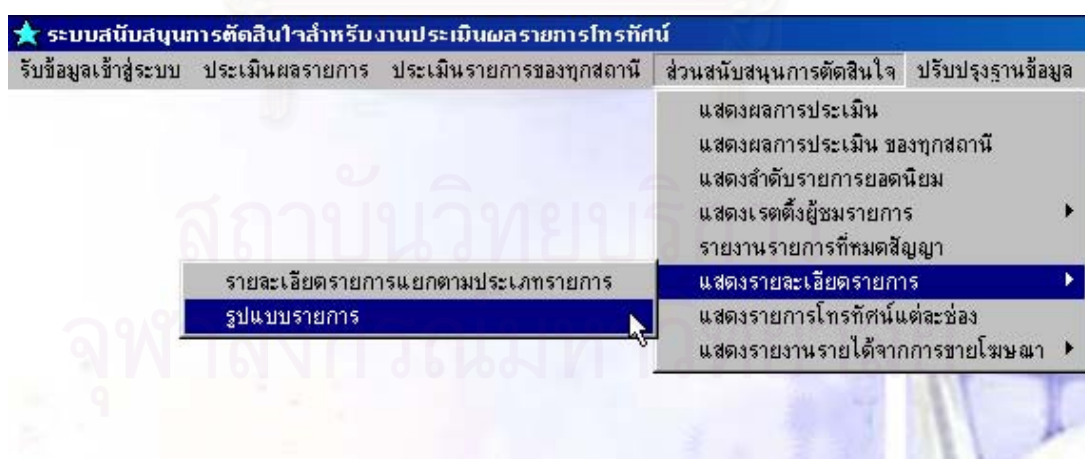 ระบบสนับสนุนการตัดสินใจสำหรับงานประเมินผลรายการโทรทัศน์
รับข้อมูลเข้าสู่ระบบ ประเมินผลรายการ ประเมินรายการของทุกสถานี ส่วนสนับสนุนการตัดสินใจ ปรับปรุงฐานข้อมูล
แสดงผลการประเมิน
แสดงผลการประเมิน ของทุกสถานี
แสดงลำดับรายการยอดนิยม
แสดงเรตติ้งผู้ชมรายการ
รายงานรายการที่หมดสัญญา
แสดงรายละเอียดรายการ
รายละเอียดรายการแยกตามประเภทรายการ
รูปแบบรายการ
แสดงรายการโทรทัศน์แต่ละช่อง
แสดงรายงานรายได้จากการขายโฆษณา
สถาบันวิทยบริการ